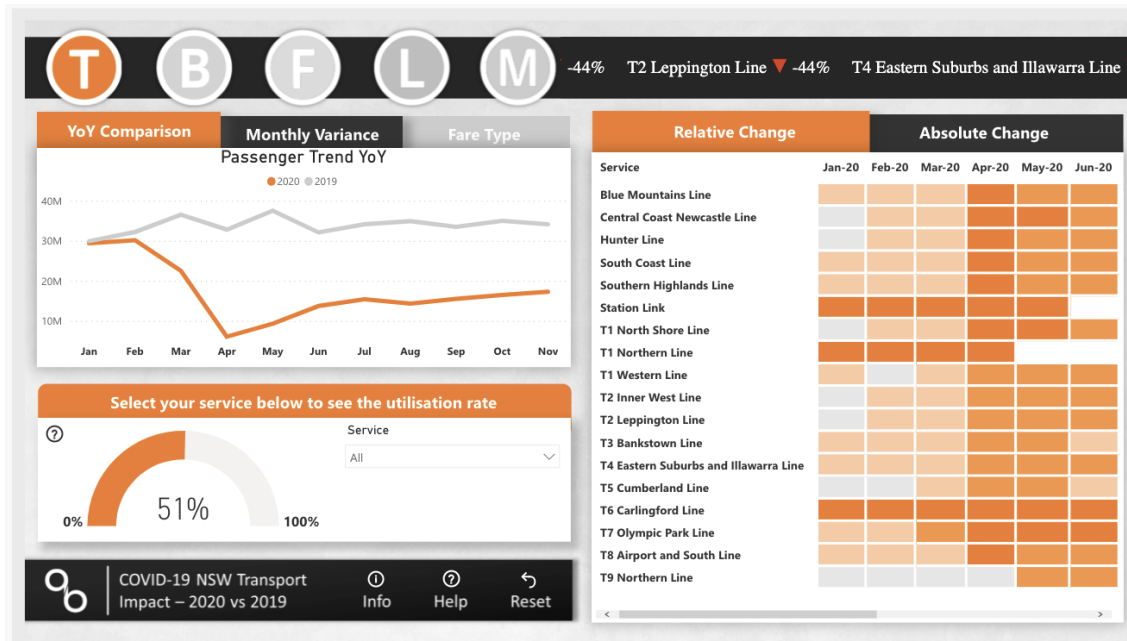 T B F L M -44% T2 Leppington Line ▼ -44% T4 Eastern Suburbs and Illawarra Line
YoY Comparison Monthly Variance Fare Type
Passenger Trend YoY
2020 2019
40M
30M
20M
10M
Jan Feb Mar Apr May Jun Jul Aug Sep Oct Nov
Select your service below to see the utilisation rate
?
Service
All
51%
0% 100%
COVID-19 NSW Transport
Impact – 2020 vs 2019
Info Help Reset
Relative Change Absolute Change
Service Jan-20 Feb-20 Mar-20 Apr-20 May-20 Jun-20
Blue Mountains Line
Central Coast Newcastle Line
Hunter Line
South Coast Line
Southern Highlands Line
Station Link
T1 North Shore Line
T1 Northern Line
T1 Western Line
T2 Inner West Line
T2 Leppington Line
T3 Bankstown Line
T4 Eastern Suburbs and Illawarra Line
T5 Cumberland Line
T6 Carlingford Line
T7 Olympic Park Line
T8 Airport and South Line
T9 Northern Line